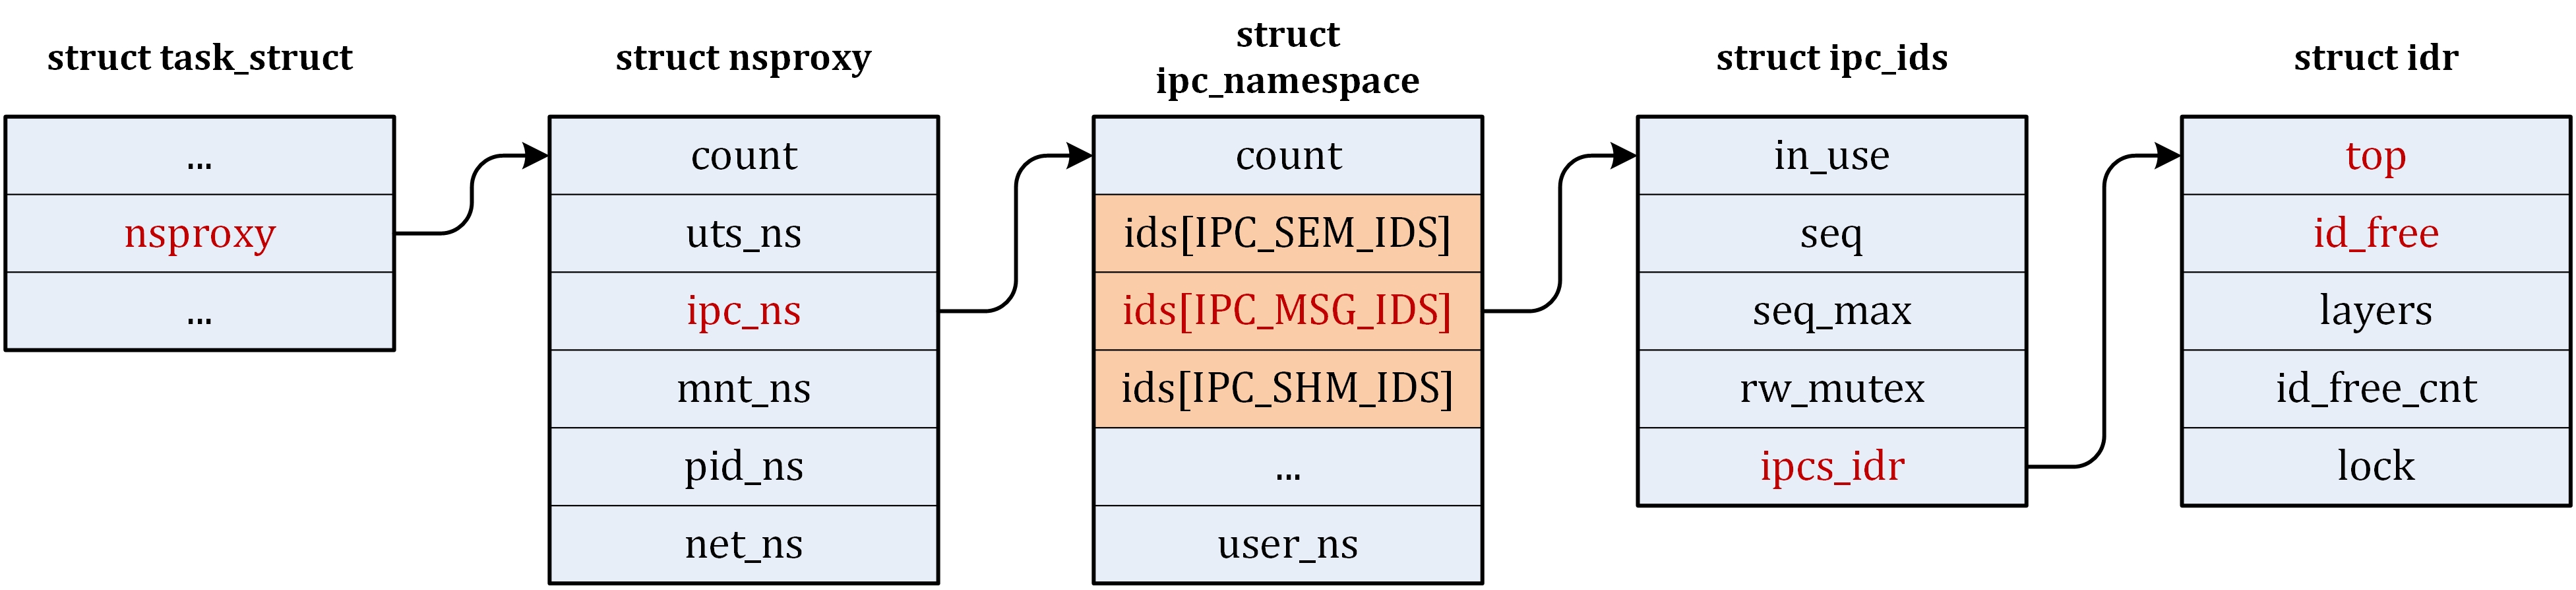 struct task_struct
...
nsproxy
...
struct nsproxy
count
uts_ns
ipc_ns
mnt_ns
pid_ns
net_ns
struct
ipc_namespace
count
ids[IPC_SEM_IDS]
ids[IPC_MSG_IDS]
ids[IPC_SHM_IDS]
...
user_ns
struct ipc_ids
in_use
seq
seq_max
rw_mutex
ipcs_idr
struct idr
top
id_free
layers
id_free_cnt
lock